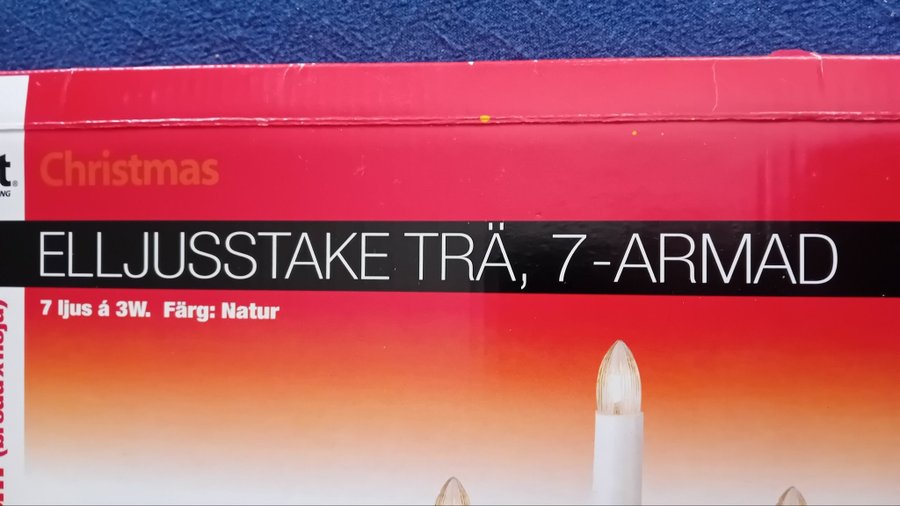 Christmas
ELLJUSSTAKE TRÄ, 7-ARMAD
7 ljus á 3W.  Färg: Natur